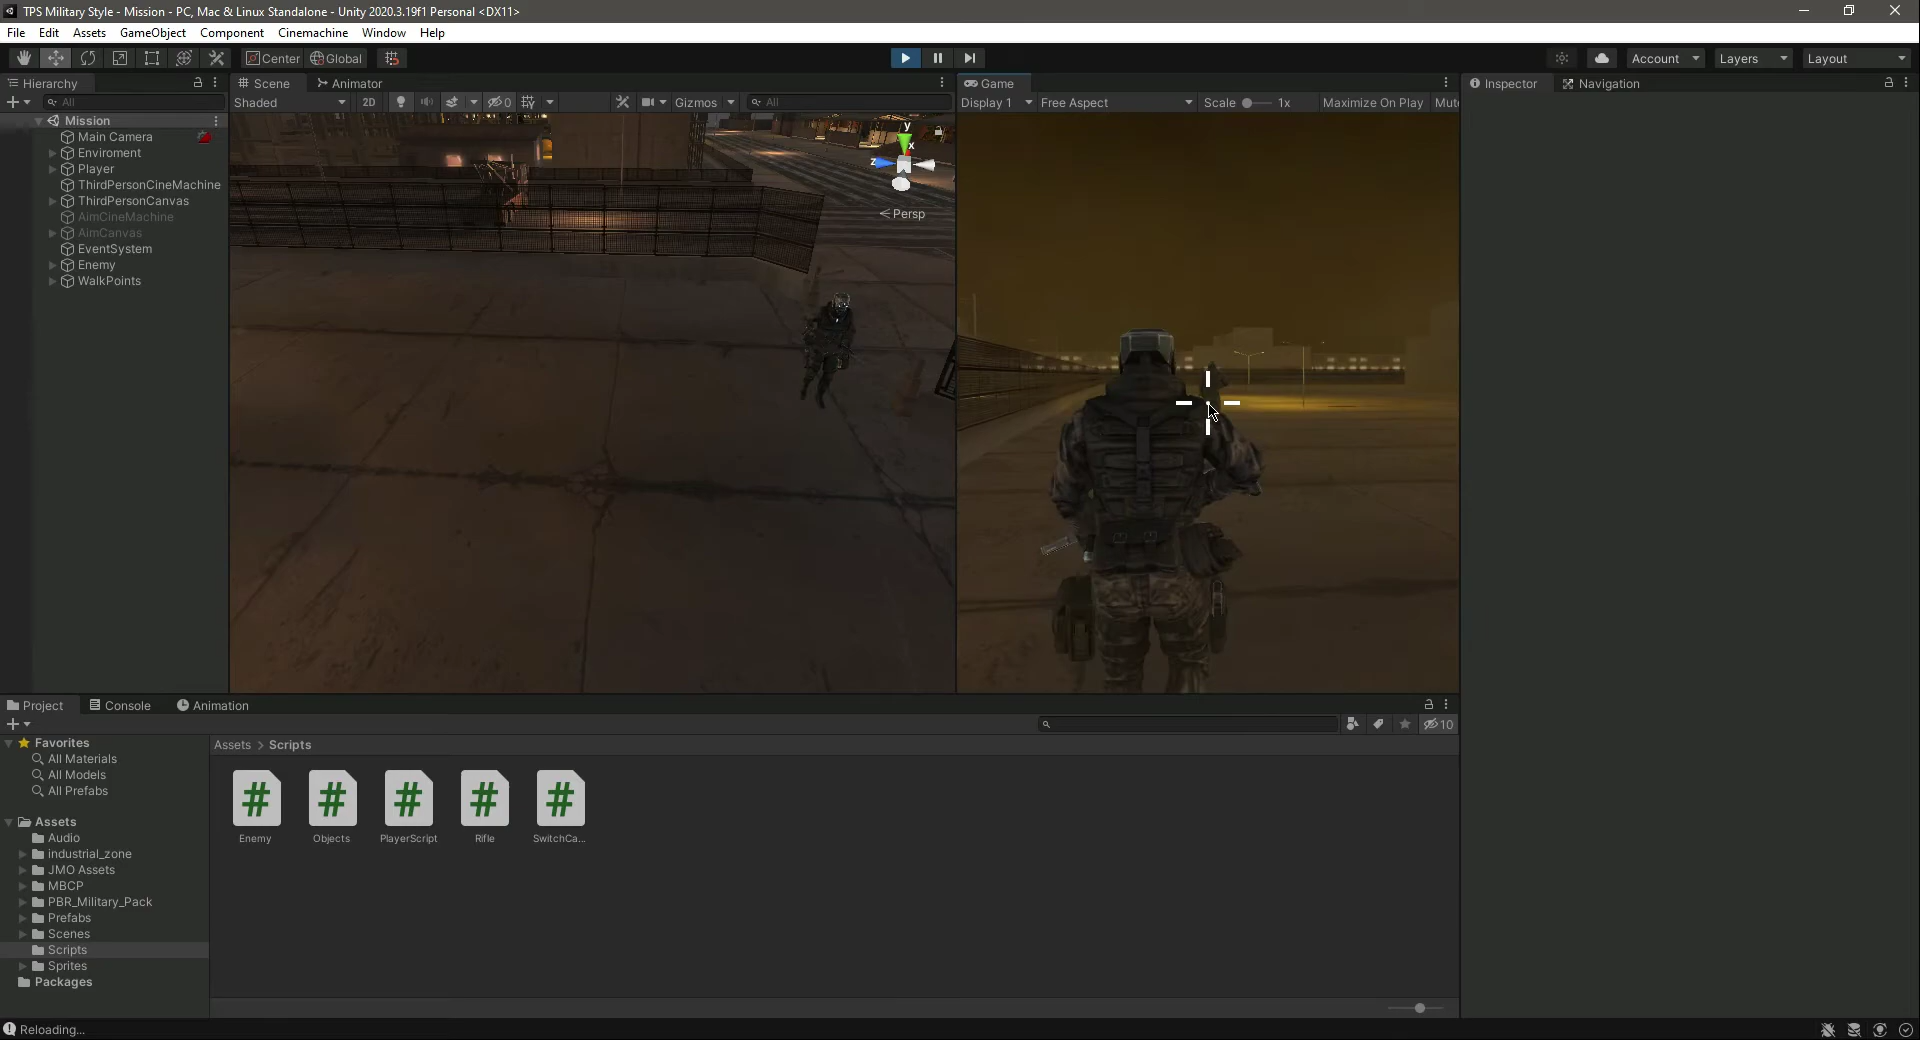 TPS Military Style - Mission - PC, Mac & Linux Standalone - Unity 2020.3.19f1 Personal <DX11>
File Edit Assets GameObject Component Cinemachine Window Help
Center Global Account Layers Layout
Hierarchy Scene Animator Game Inspector Navigation
All Shaded 2D 0 Gizmos All Display 1 Free Aspect Scale 1x Maximize On Play Mut
Mission
Main Camera
Enviroment
Player
ThirdPersonCineMachine
ThirdPersonCanvas
AimCineMachine
AimCanvas
EventSystem
Enemy
WalkPoints
y
x
z
Persp
Project Console Animation
10
Favorites
All Materials
All Models
All Prefabs
Assets
Audio
industrial_zone
JMO Assets
MBCP
PBR_Military_Pack
Prefabs
Scenes
Scripts
Sprites
Packages
Assets > Scripts
Enemy Objects PlayerScript Rifle SwitchCa...
Reloading...